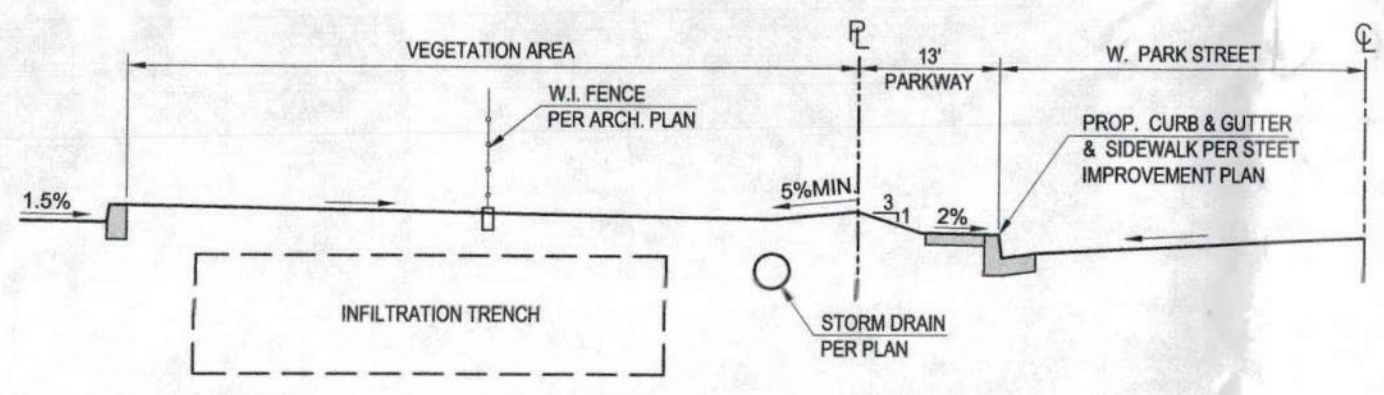 VEGETATION AREA
PL
13'
PARKWAY
W. PARK STREET
CL
W.I. FENCE
PER ARCH. PLAN
PROP. CURB & GUTTER
& SIDEWALK PER STEET
IMPROVEMENT PLAN
1.5%
5%MIN.
3
1
2%
INFILTRATION TRENCH
STORM DRAIN
PER PLAN